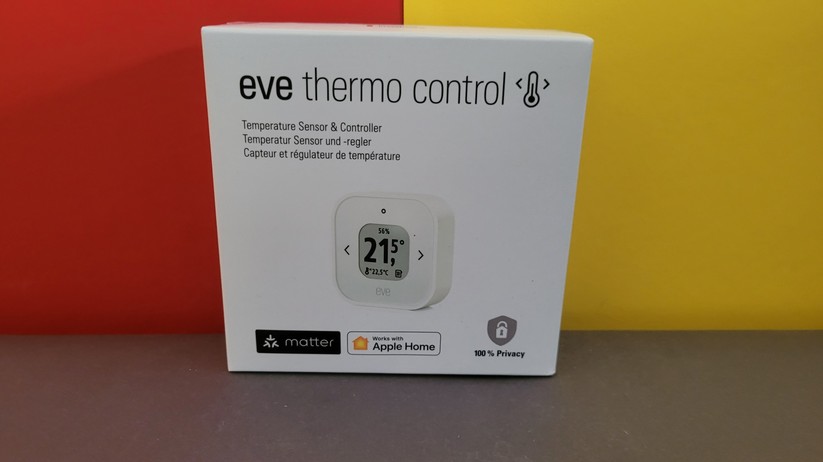 eve thermo control
Temperature Sensor & Controller
Temperatur Sensor und -regler
Capteur et régulateur de température
56%
21,5°
22,5°C
eve
matter
Works with
Apple Home
100 % Privacy